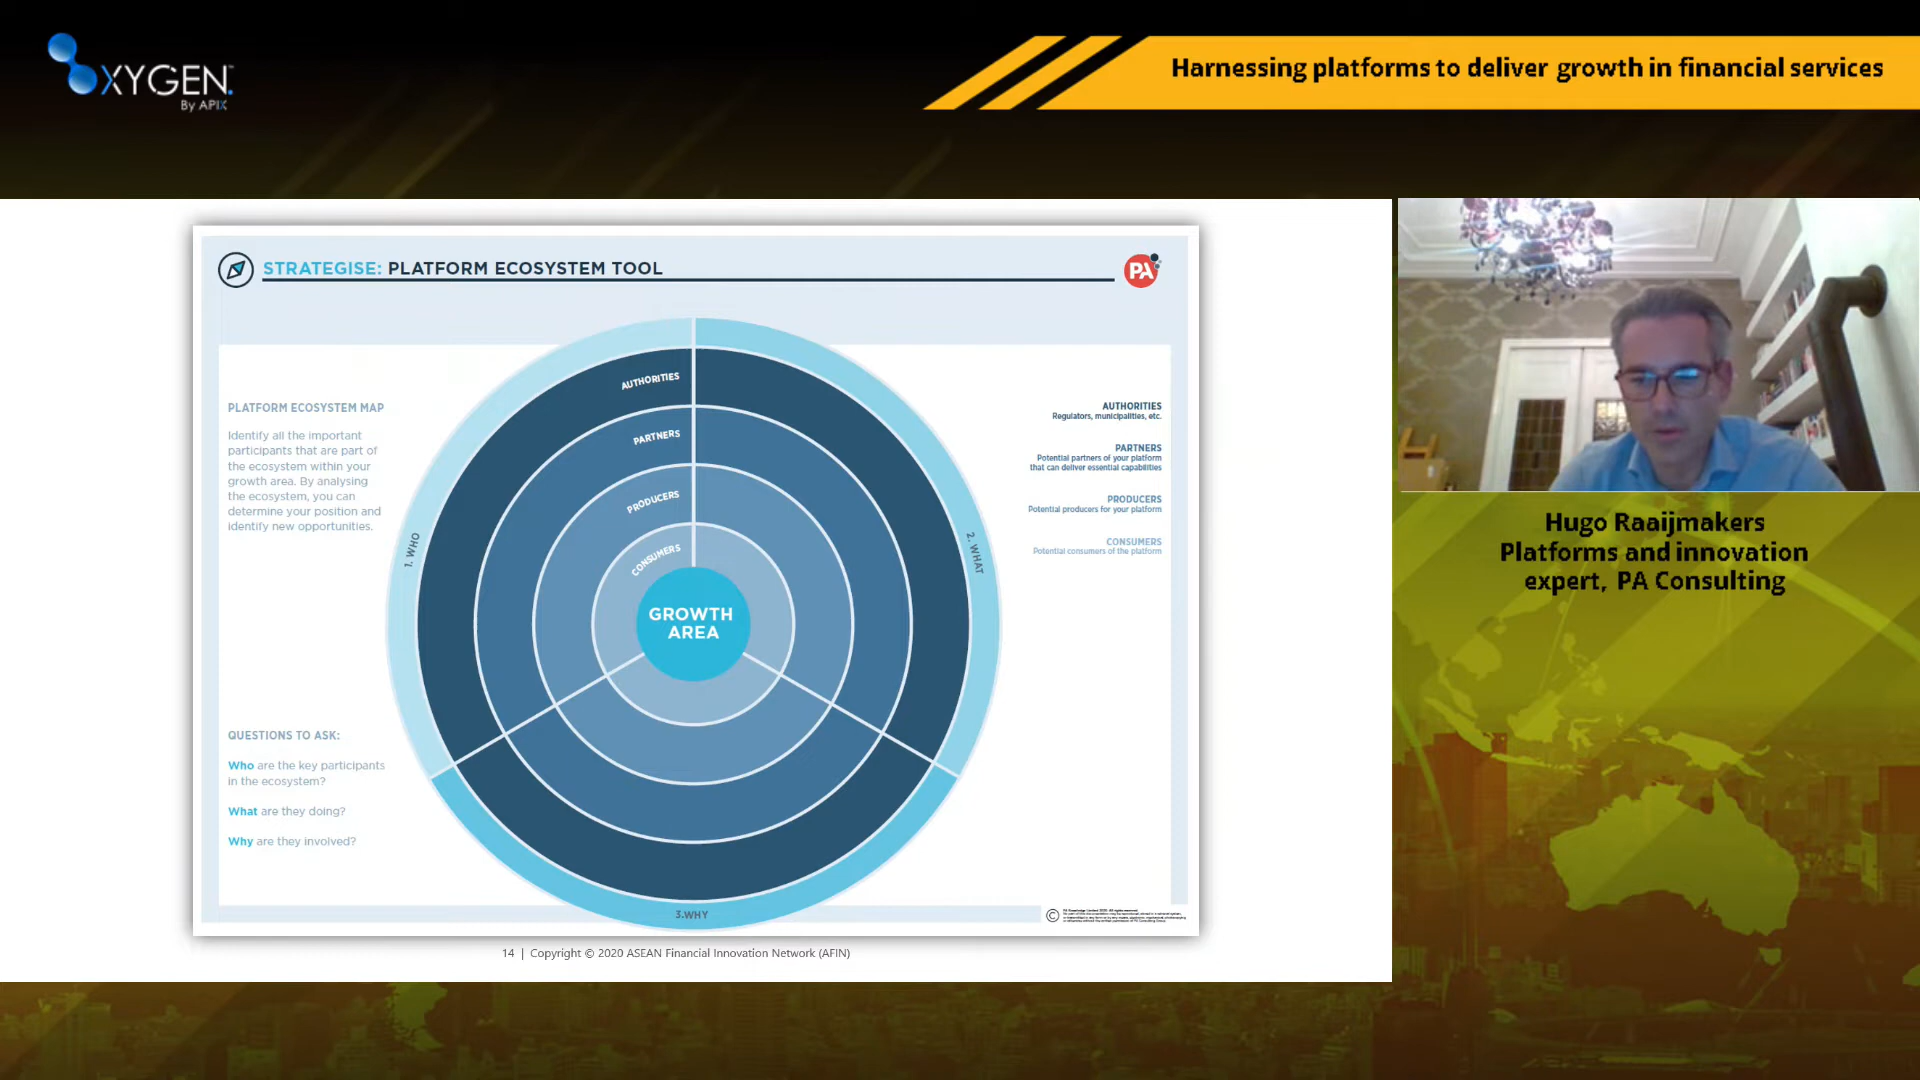 OXYGEN.
By APIX
Harnessing platforms to deliver growth in financial services
STRATEGISE: PLATFORM ECOSYSTEM TOOL
PA
PLATFORM ECOSYSTEM MAP
Identify all the important
participants that are part of
the ecosystem within your
growth area. By analysing
the ecosystem, you can
determine your position and
identify new opportunities.
QUESTIONS TO ASK:
Who are the key participants
in the ecosystem?
What are they doing?
Why are they involved?
AUTHORITIES
PARTNERS
PRODUCERS
CONSUMERS
GROWTH
AREA
1. WHO
2. WHAT
3.WHY
AUTHORITIES
Regulators, municipalities, etc.
PARTNERS
Potential partners of your platform
that can deliver essential capabilities
PRODUCERS
Potential producers for your platform
CONSUMERS
Potential consumers of the platform
©
14 | Copyright © 2020 ASEAN Financial Innovation Network (AFIN)
Hugo Raaijmakers
Platforms and innovation
expert, PA Consulting